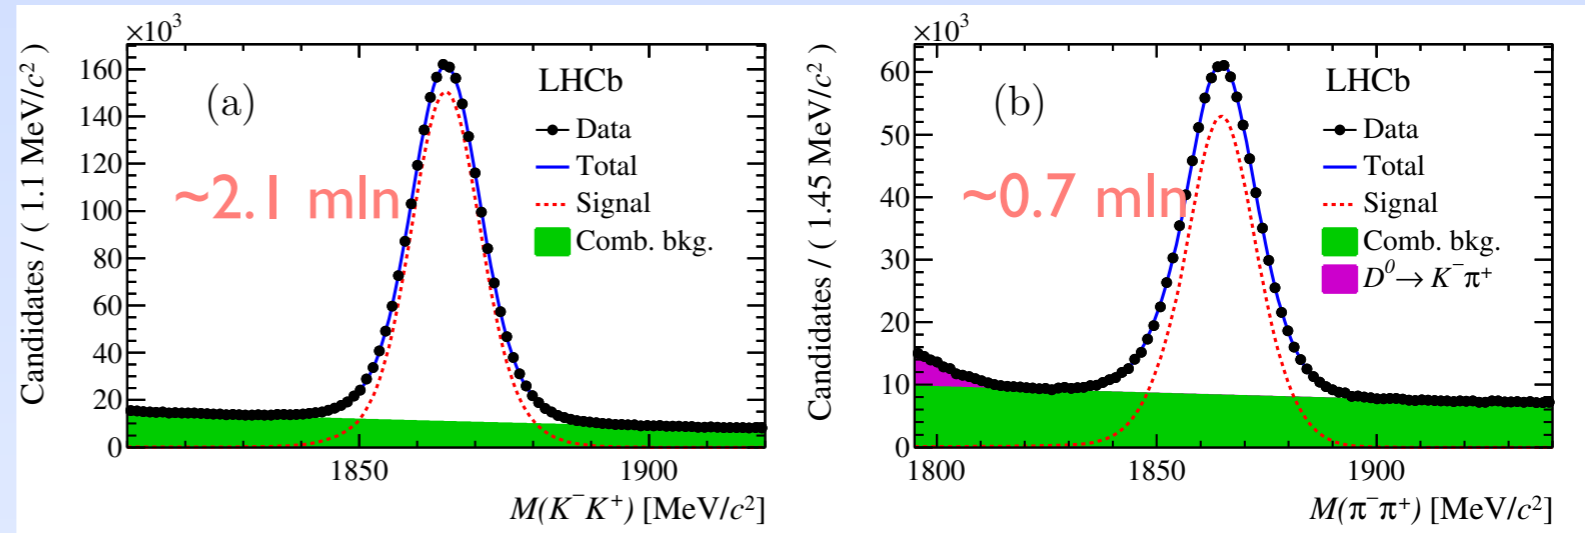 ×10³
Candidates / ( 1.1 MeV/c²)
160
140
120
100
80
60
40
20
0
(a)
~2.1 mln
LHCb
Data
Total
Signal
Comb. bkg.
1850
1900
M(K⁻K⁺) [MeV/c²]
×10³
Candidates / ( 1.45 MeV/c²)
60
50
40
30
20
10
0
(b)
~0.7 mln
LHCb
Data
Total
Signal
Comb. bkg.
D⁰→ K⁻π⁺
1800
1850
1900
M(π⁻π⁺) [MeV/c²]